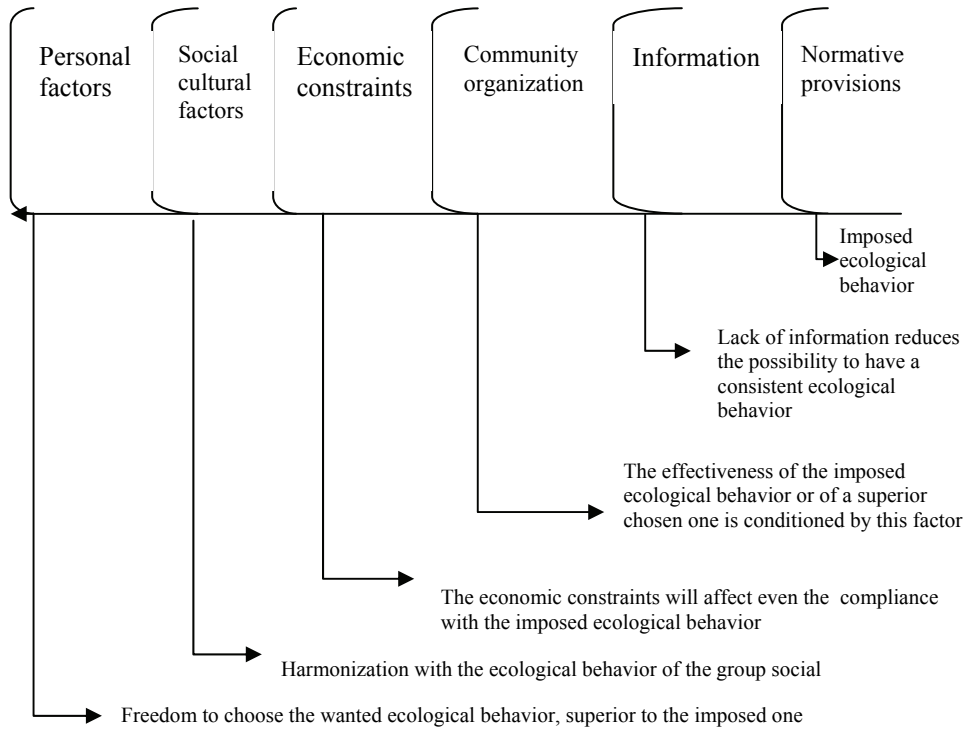 Personal
factors
Social
cultural
factors
Economic
constraints
Community
organization
Information
Normative
provisions
Imposed
ecological
behavior
Lack of information reduces
the possibility to have a
consistent ecological
behavior
The effectiveness of the imposed
ecological behavior or of a superior
chosen one is conditioned by this factor
The economic constraints will affect even the compliance
with the imposed ecological behavior
Harmonization with the ecological behavior of the group social
Freedom to choose the wanted ecological behavior, superior to the imposed one